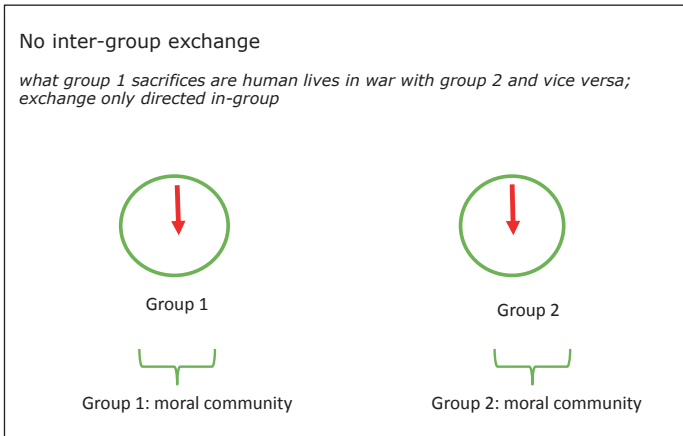 No inter-group exchange
what group 1 sacrifices are human lives in war with group 2 and vice versa;
exchange only directed in-group
Group 1
Group 2
Group 1: moral community
Group 2: moral community